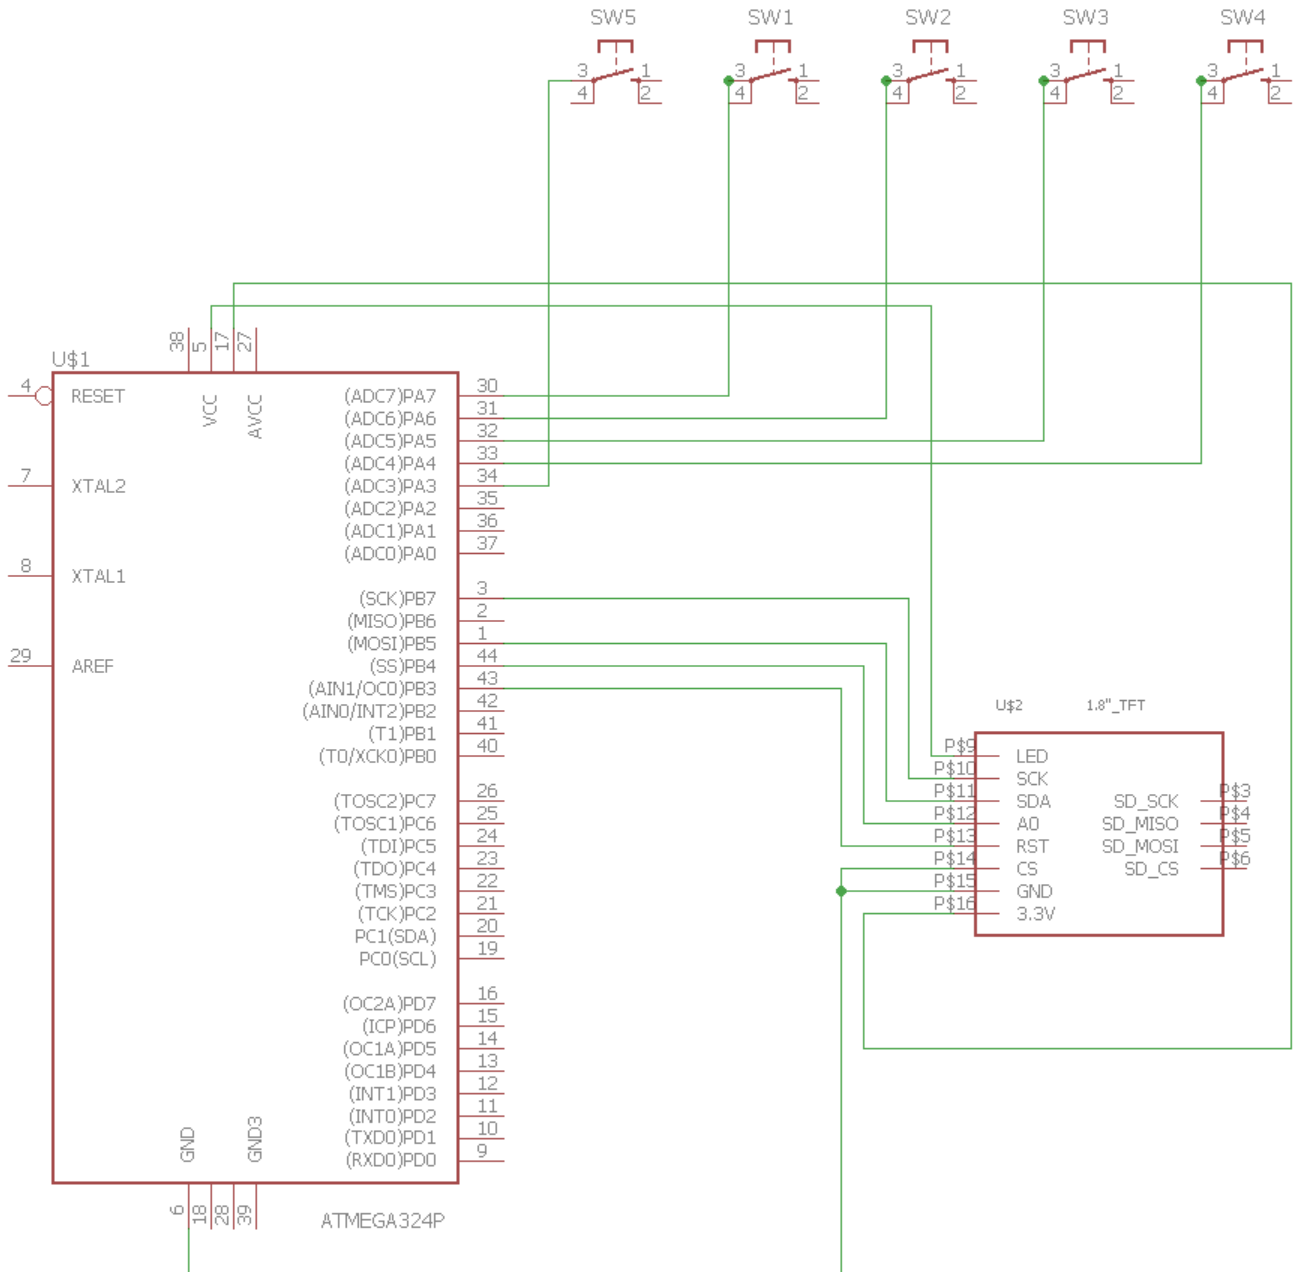 SW5 SW1 SW2 SW3 SW4
3 1 3 1 3 1 3 1 3 1
4 2 4 2 4 2 4 2 4 2
38 5 17 27
U$1
4 RESET VCC AVCC (ADC7)PA7 30
(ADC6)PA6 31
(ADC5)PA5 32
(ADC4)PA4 33
7 XTAL2 (ADC3)PA3 34
(ADC2)PA2 35
(ADC1)PA1 36
(ADC0)PA0 37
8 XTAL1
(SCK)PB7 3
(MISO)PB6 2
(MOSI)PB5 1
29 AREF (SS)PB4 44
(AIN1/OC0)PB3 43
(AIN0/INT2)PB2 42
(T1)PB1 41
(T0/XCK0)PB0 40
U$2 1.8"_TFT
P$9 LED
P$10 SCK
P$11 SDA SD_SCK P$3
P$12 A0 SD_MISO P$4
P$13 RST SD_MOSI P$5
P$14 CS SD_CS P$6
P$15 GND
P$16 3.3V
(TOSC2)PC7 26
(TOSC1)PC6 25
(TDI)PC5 24
(TDO)PC4 23
(TMS)PC3 22
(TCK)PC2 21
PC1(SDA) 20
PC0(SCL) 19
(OC2A)PD7 16
(ICP)PD6 15
(OC1A)PD5 14
(OC1B)PD4 13
(INT1)PD3 12
(INT0)PD2 11
(TXD0)PD1 10
(RXD0)PD0 9
GND GND3
6 18 28 39
ATMEGA324P